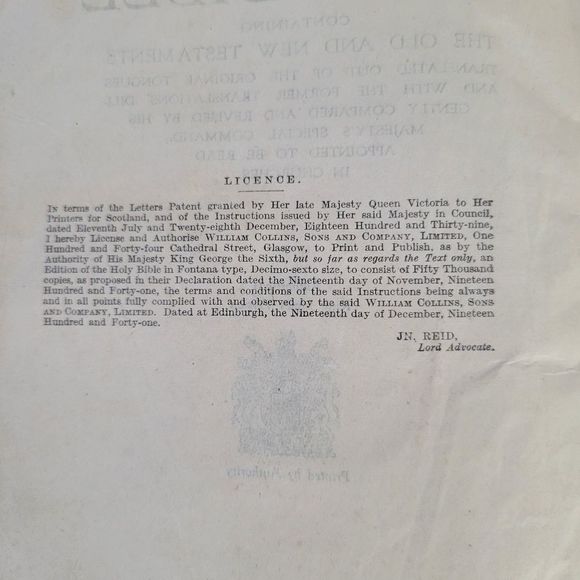 CONTAINING
THE OLD AND NEW TESTAMENTS
TRANSLATED OUT OF THE ORIGINAL TONGUES
AND WITH THE FORMER TRANSLATIONS DILI-
GENTLY COMPARED AND REVISED BY HIS
MAJESTY'S SPECIAL COMMAND
APPOINTED TO BE READ
IN CHURCHES
LICENCE.
In terms of the Letters Patent granted by Her late Majesty Queen Victoria to Her
Printers for Scotland, and of the Instructions issued by Her said Majesty in Council,
dated Eleventh July and Twenty-eighth December, Eighteen Hundred and Thirty-nine,
I hereby License and Authorise WILLIAM COLLINS, SONS AND COMPANY, LIMITED, One
Hundred and Forty-four Cathedral Street, Glasgow, to Print and Publish, as by the
Authority of His Majesty King George the Sixth, but so far as regards the Text only, an
Edition of the Holy Bible in Fontana type, Decimo-sexto size, to consist of Fifty Thousand
copies, as proposed in their Declaration dated the Nineteenth day of November, Nineteen
Hundred and Forty-One, the terms and conditions of the said Instructions being always
and in all points fully complied with and observed by the said WILLIAM COLLINS, SONS
AND COMPANY, LIMITED. Dated at Edinburgh, the Nineteenth day of December, Nineteen
Hundred and Forty-one.
JN. REID,
Lord Advocate.
Printed by Authority